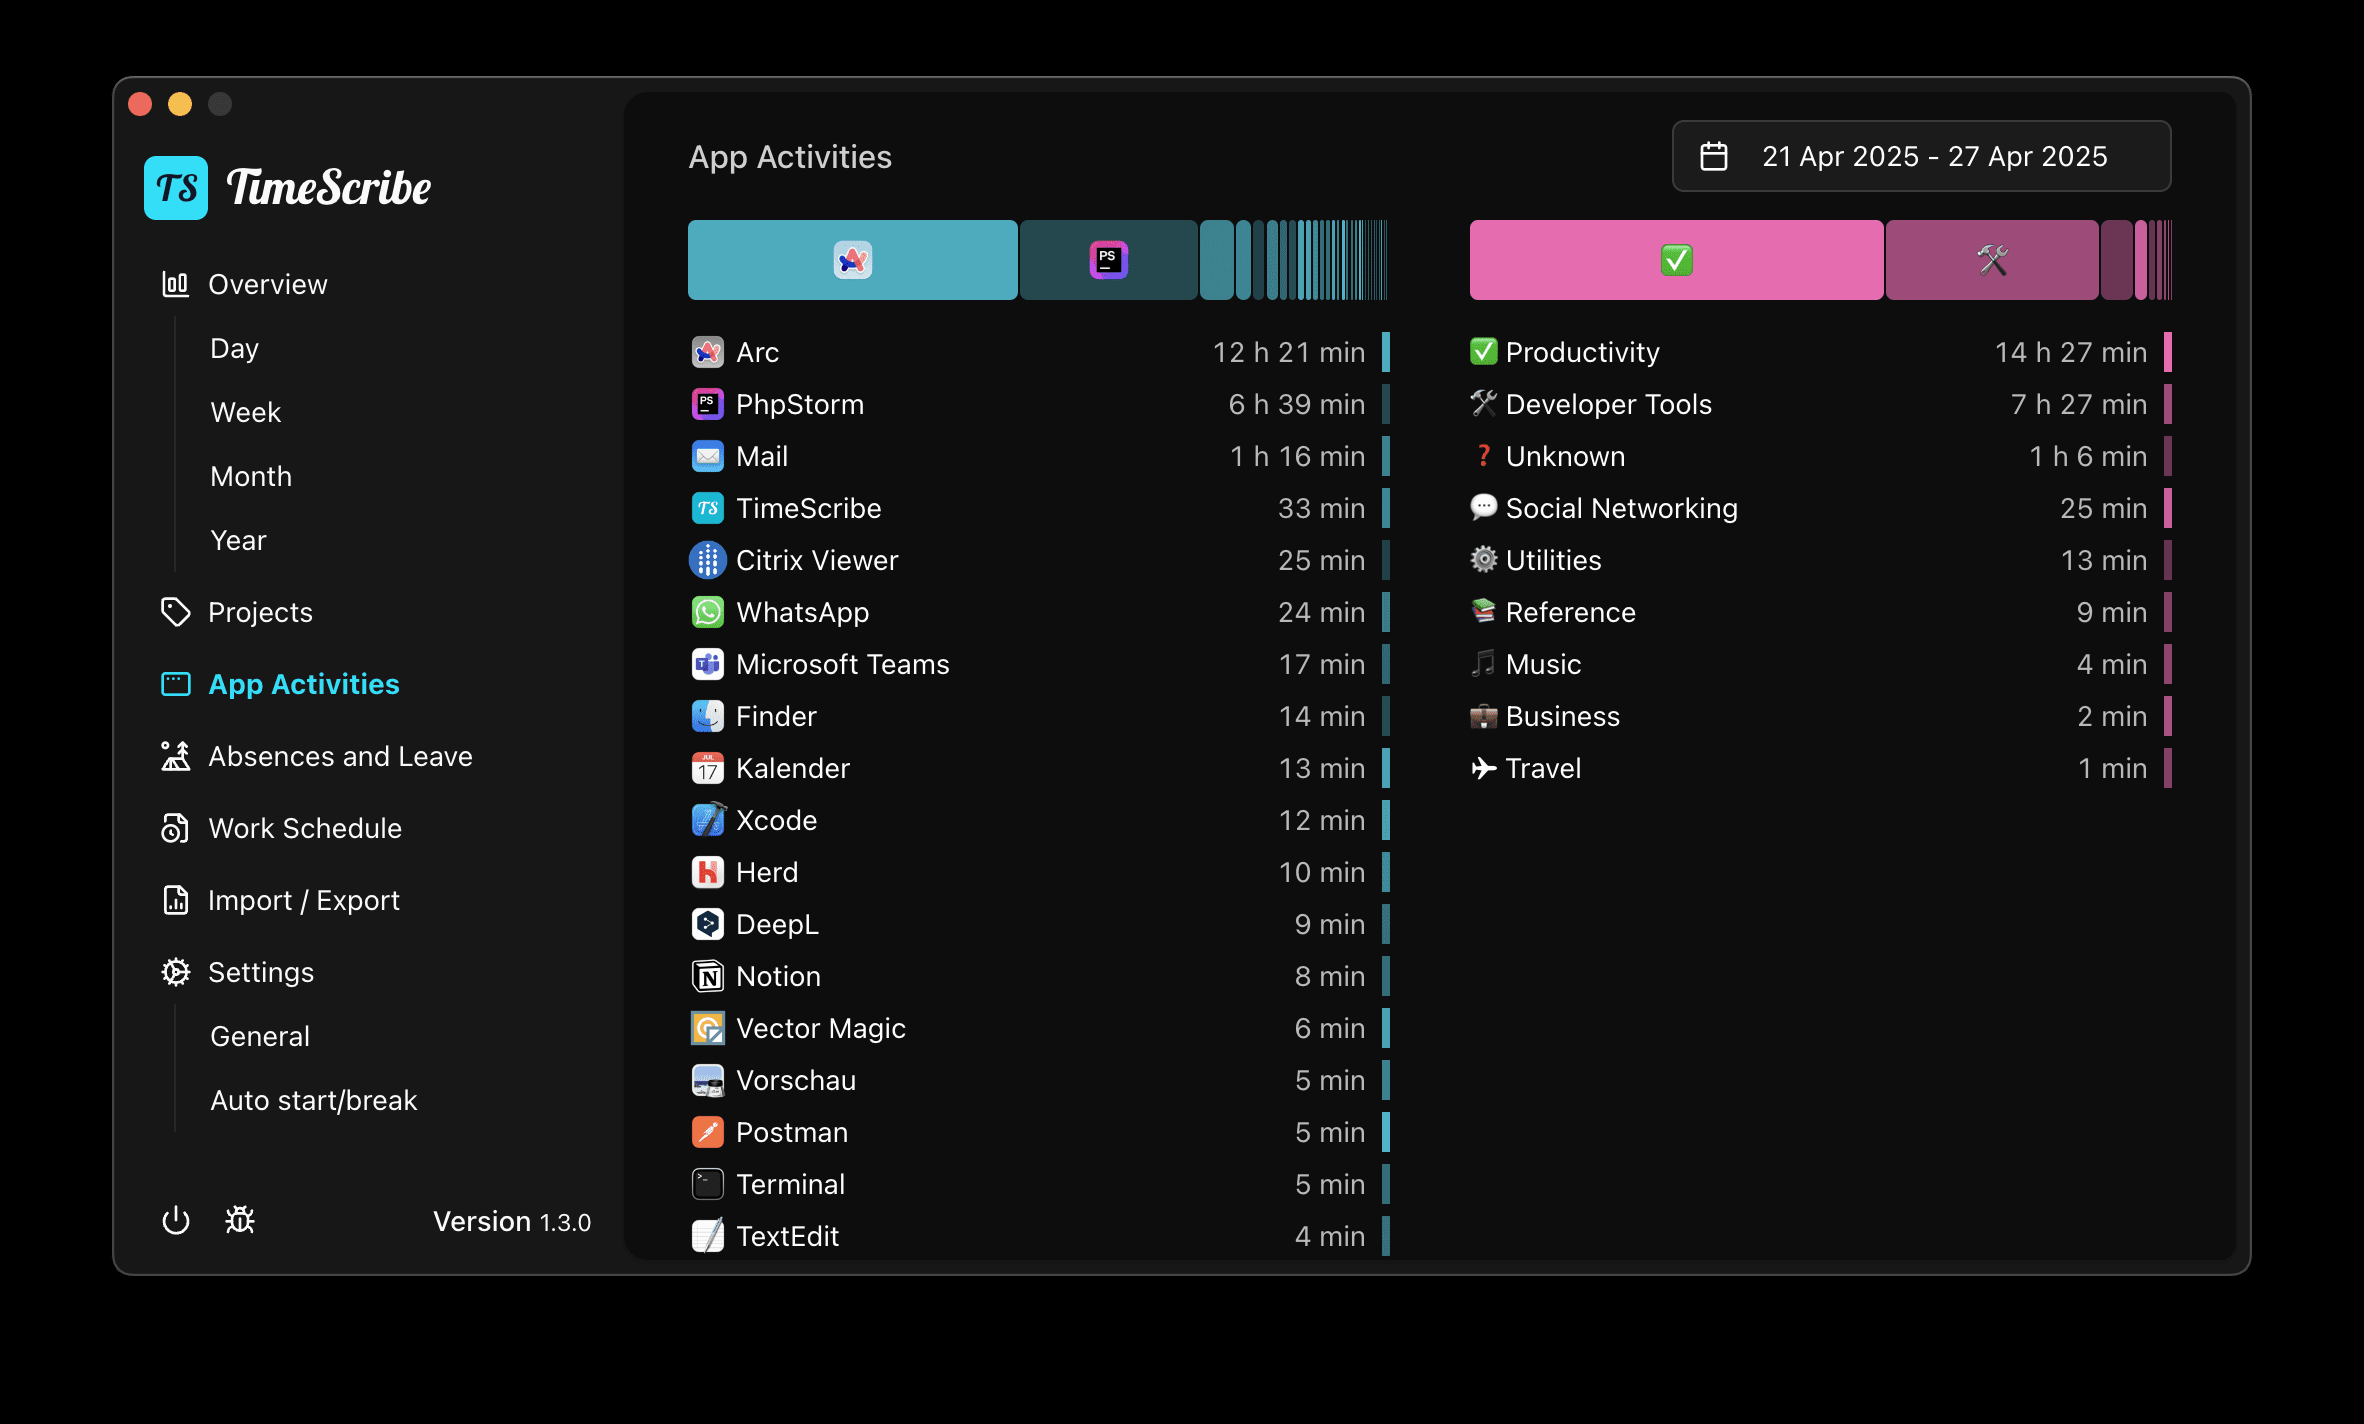 TS TimeScribe
Overview
Day
Week
Month
Year
Projects
App Activities
Absences and Leave
Work Schedule
Import / Export
Settings
General
Auto start/break
Version 1.3.0
App Activities
21 Apr 2025 - 27 Apr 2025
PS
Arc 12 h 21 min
PS PhpStorm 6 h 39 min
Mail 1 h 16 min
TS TimeScribe 33 min
Citrix Viewer 25 min
WhatsApp 24 min
Microsoft Teams 17 min
Finder 14 min
JUL 17 Kalender 13 min
Xcode 12 min
Herd 10 min
DeepL 9 min
Notion 8 min
Vector Magic 6 min
Vorschau 5 min
Postman 5 min
Terminal 5 min
TextEdit 4 min
Productivity 14 h 27 min
Developer Tools 7 h 27 min
Unknown 1 h 6 min
Social Networking 25 min
Utilities 13 min
Reference 9 min
Music 4 min
Business 2 min
Travel 1 min